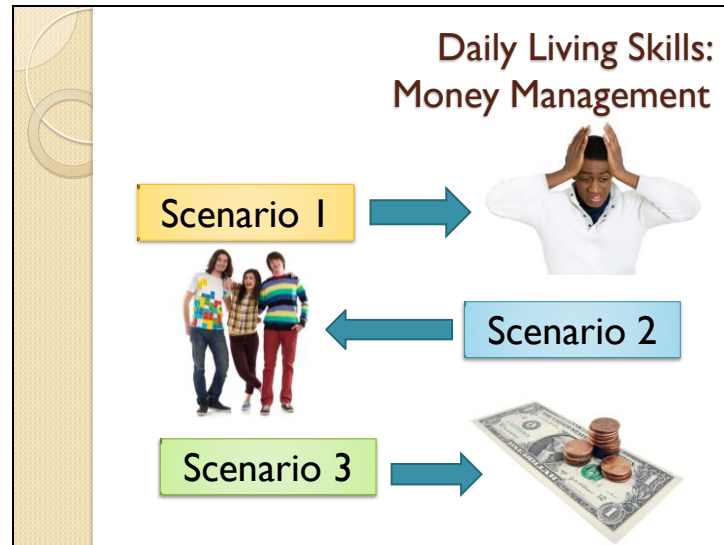 Daily Living Skills:
Money Management
Scenario 1
Scenario 2
Scenario 3